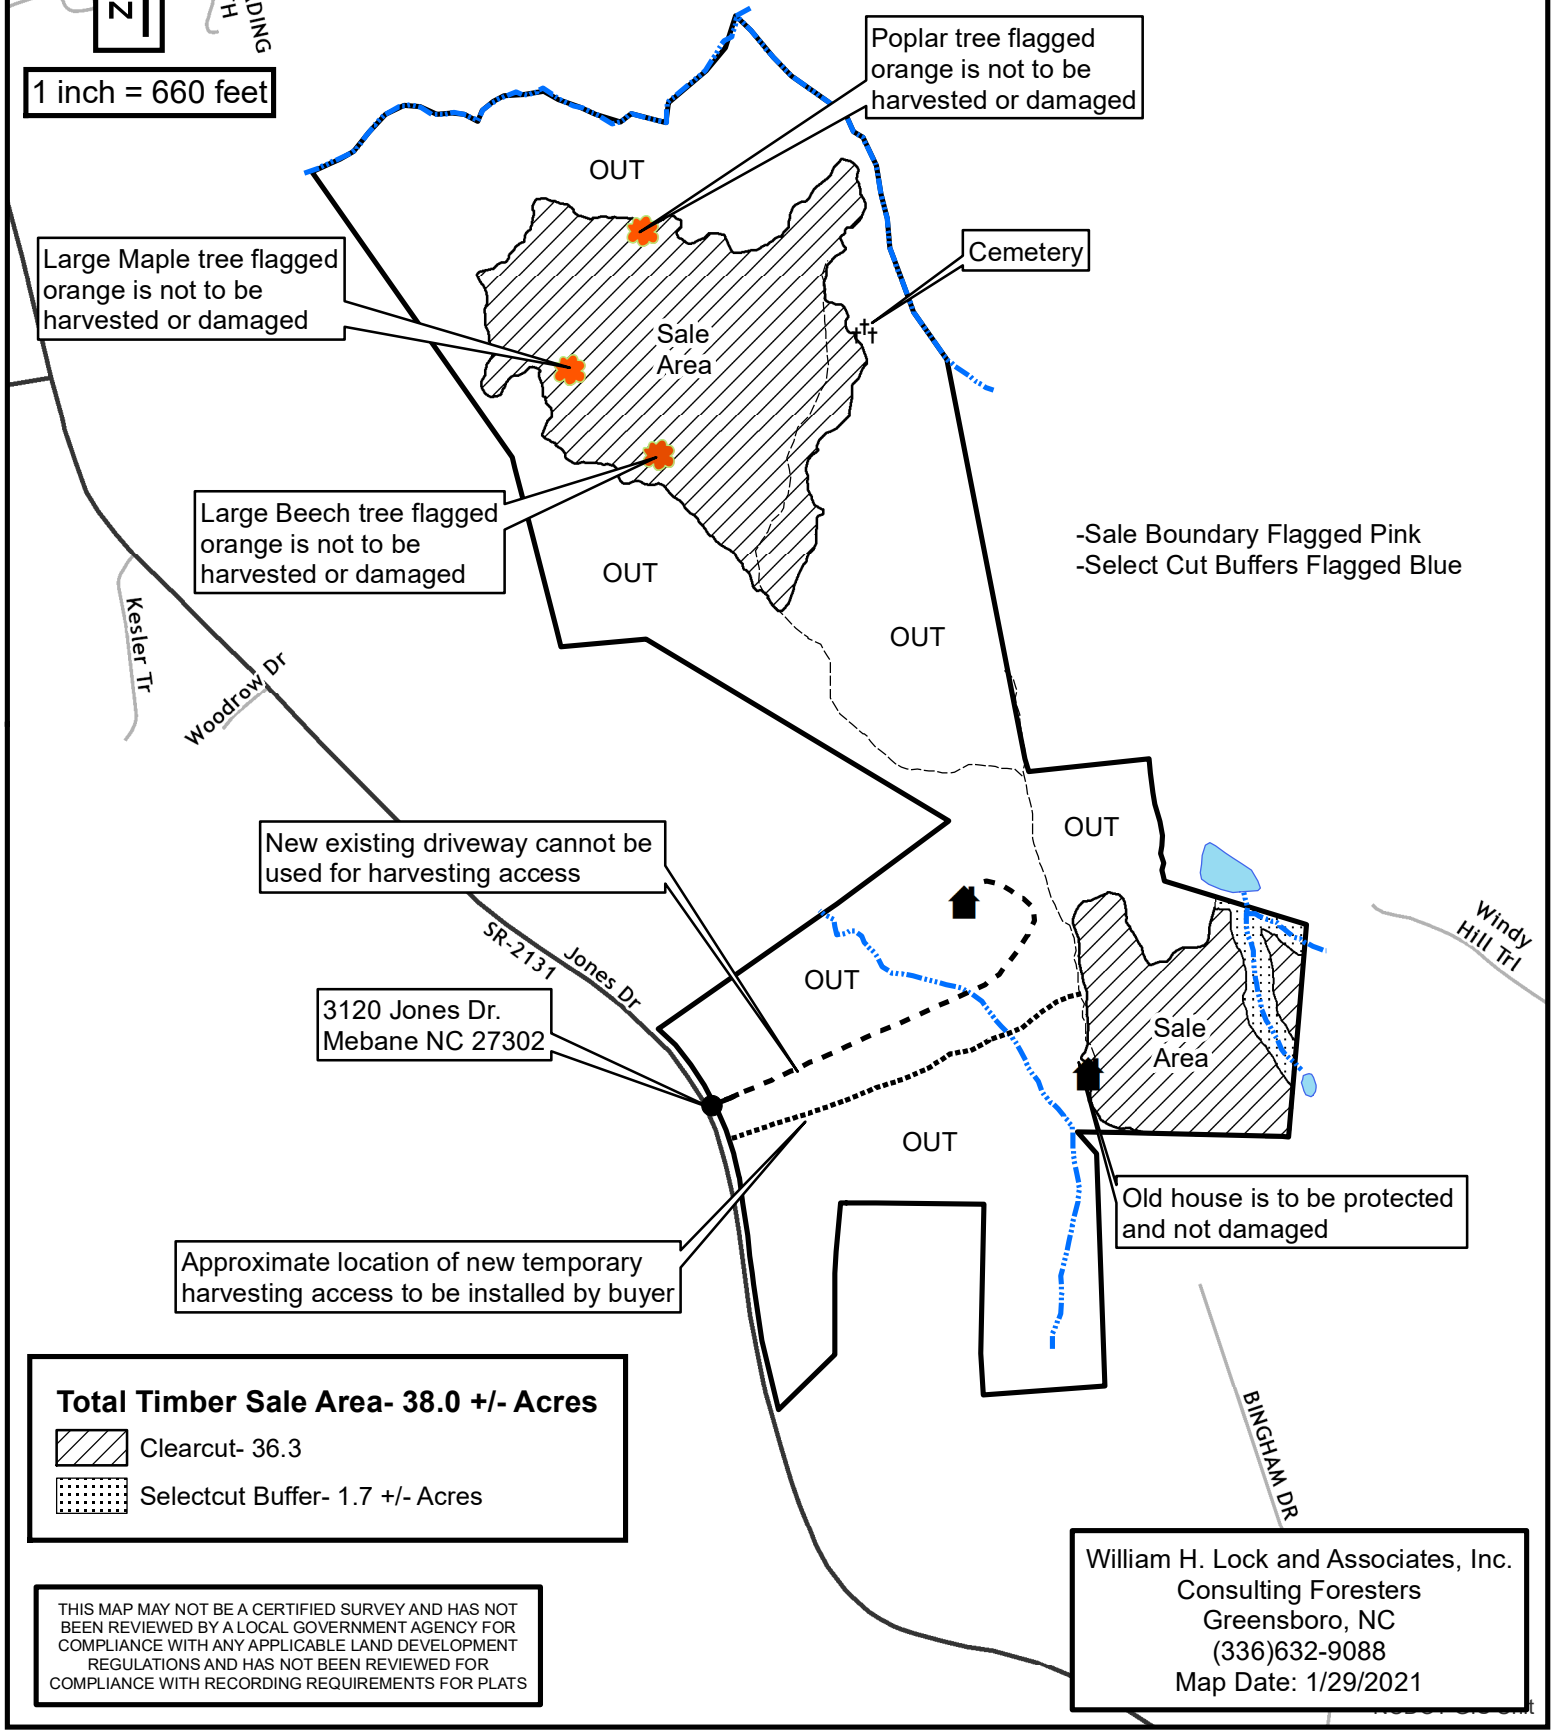 N
1 inch = 660 feet
Poplar tree flagged
orange is not to be
harvested or damaged
OUT
Large Maple tree flagged
orange is not to be
harvested or damaged
Cemetery
Sale
Area
Large Beech tree flagged
orange is not to be
harvested or damaged
-Sale Boundary Flagged Pink
-Select Cut Buffers Flagged Blue
OUT
OUT
Kesler Tr
Woodrow Dr
New existing driveway cannot be
used for harvesting access
OUT
Windy
Hill Trl
SR-2131
Jones Dr
OUT
3120 Jones Dr.
Mebane NC 27302
Sale
Area
OUT
Old house is to be protected
and not damaged
Approximate location of new temporary
harvesting access to be installed by buyer
Total Timber Sale Area- 38.0 +/- Acres
Clearcut- 36.3
Selectcut Buffer- 1.7 +/- Acres
BINGHAM DR
THIS MAP MAY NOT BE A CERTIFIED SURVEY AND HAS NOT
BEEN REVIEWED BY A LOCAL GOVERNMENT AGENCY FOR
COMPLIANCE WITH ANY APPLICABLE LAND DEVELOPMENT
REGULATIONS AND HAS NOT BEEN REVIEWED FOR
COMPLIANCE WITH RECORDING REQUIREMENTS FOR PLATS
William H. Lock and Associates, Inc.
Consulting Foresters
Greensboro, NC
(336)632-9088
Map Date: 1/29/2021